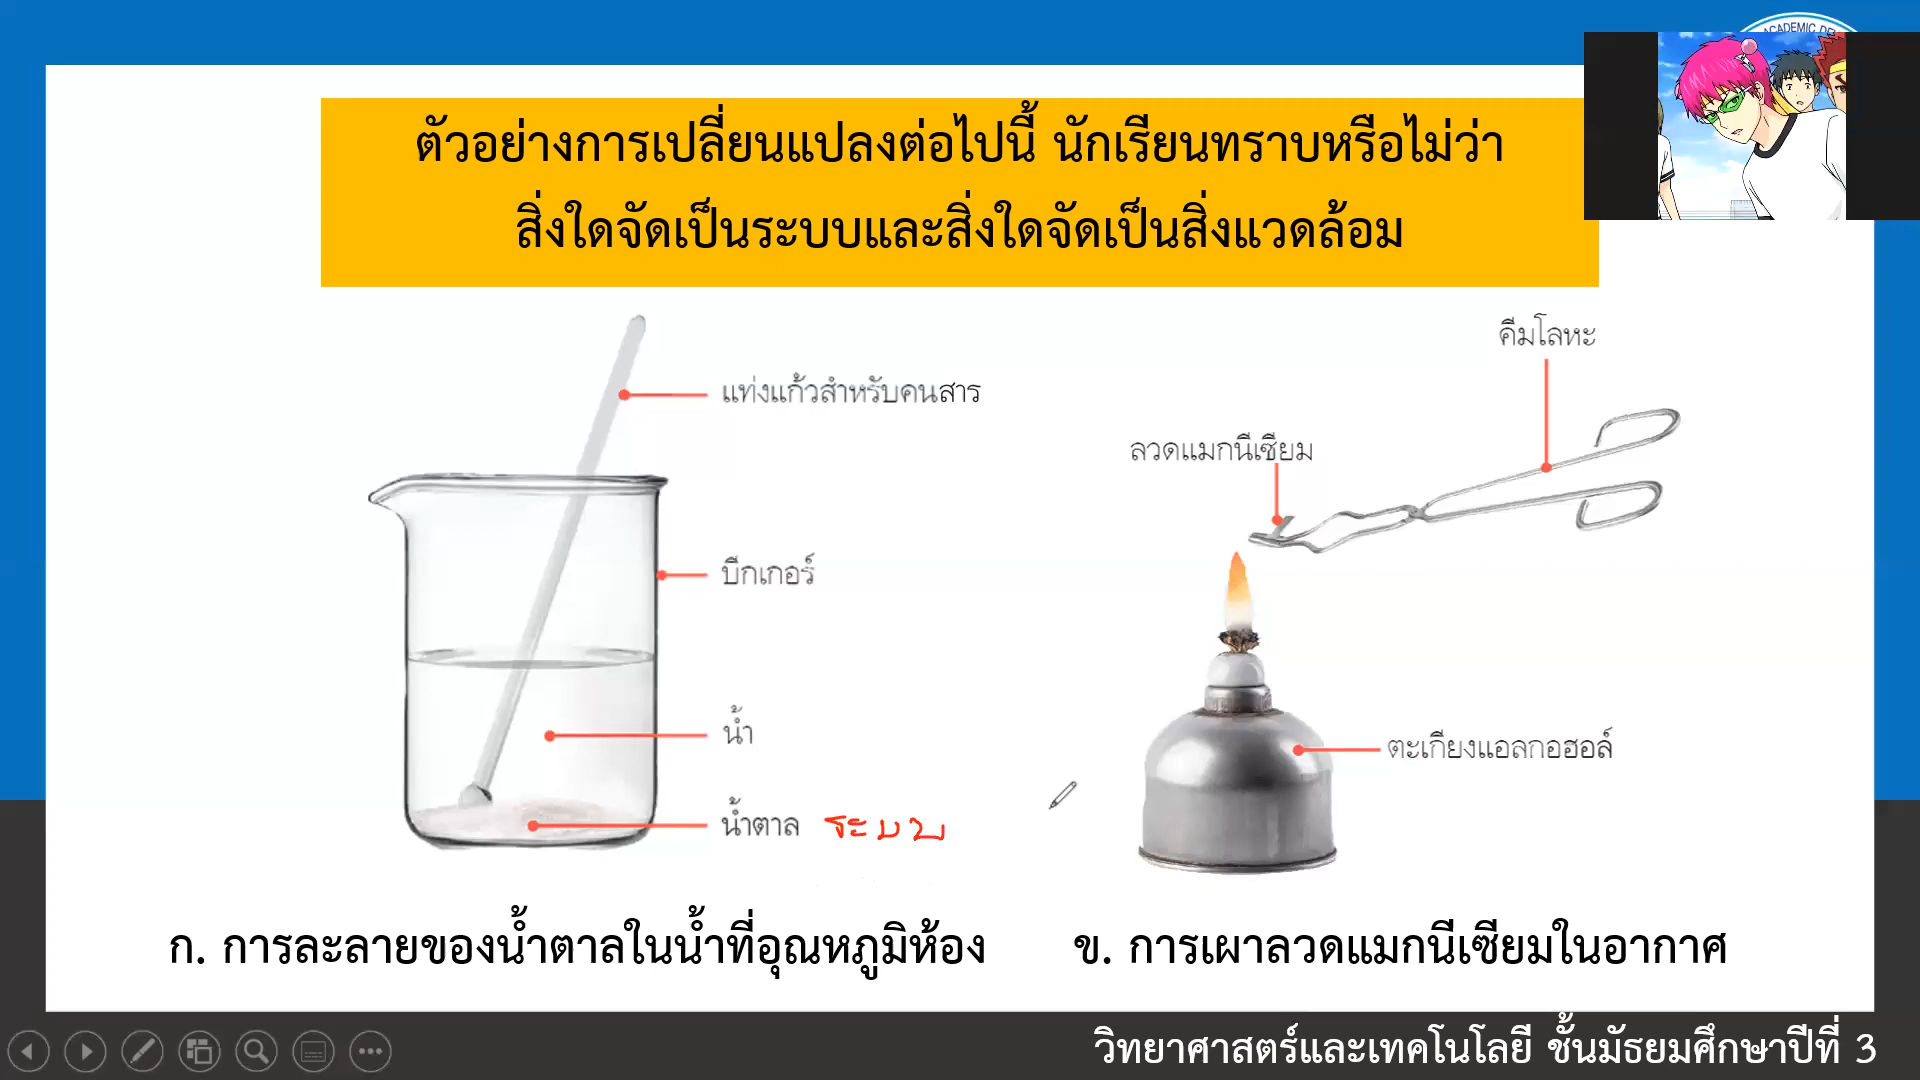 ACADEMIC DE
ตัวอย่างการเปลี่ยนแปลงต่อไปนี้ นักเรียนทราบหรือไม่ว่า
สิ่งใดจัดเป็นระบบและสิ่งใดจัดเป็นสิ่งแวดล้อม
แท่งแก้วสำหรับคนสาร
บีกเกอร์
น้ำ
น้ำตาล ระบบ
คีมโลหะ
ลวดแมกนีเซียม
ตะเกียงแอลกอฮอล์
ก. การละลายของน้ำตาลในน้ำที่อุณหภูมิห้อง
ข. การเผาลวดแมกนีเซียมในอากาศ
วิทยาศาสตร์และเทคโนโลยี ชั้นมัธยมศึกษาปีที่ 3